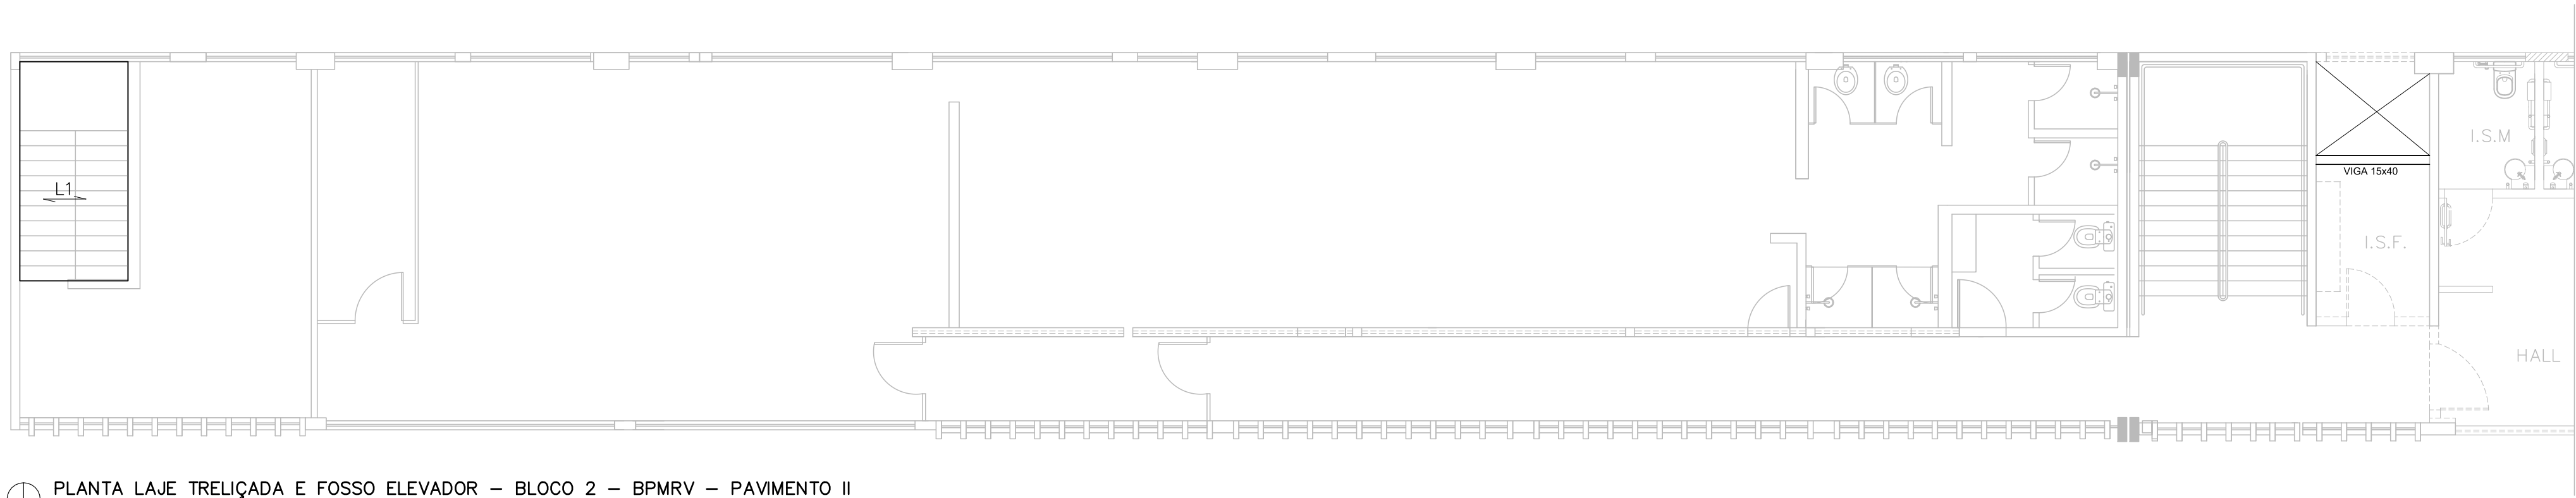 I.S.M
L1
VIGA 15x40
I.S.F.
HALL
PLANTA LAJE TRELIÇADA E FOSSO ELEVADOR — BLOCO 2 — BPMRV — PAVIMENTO II